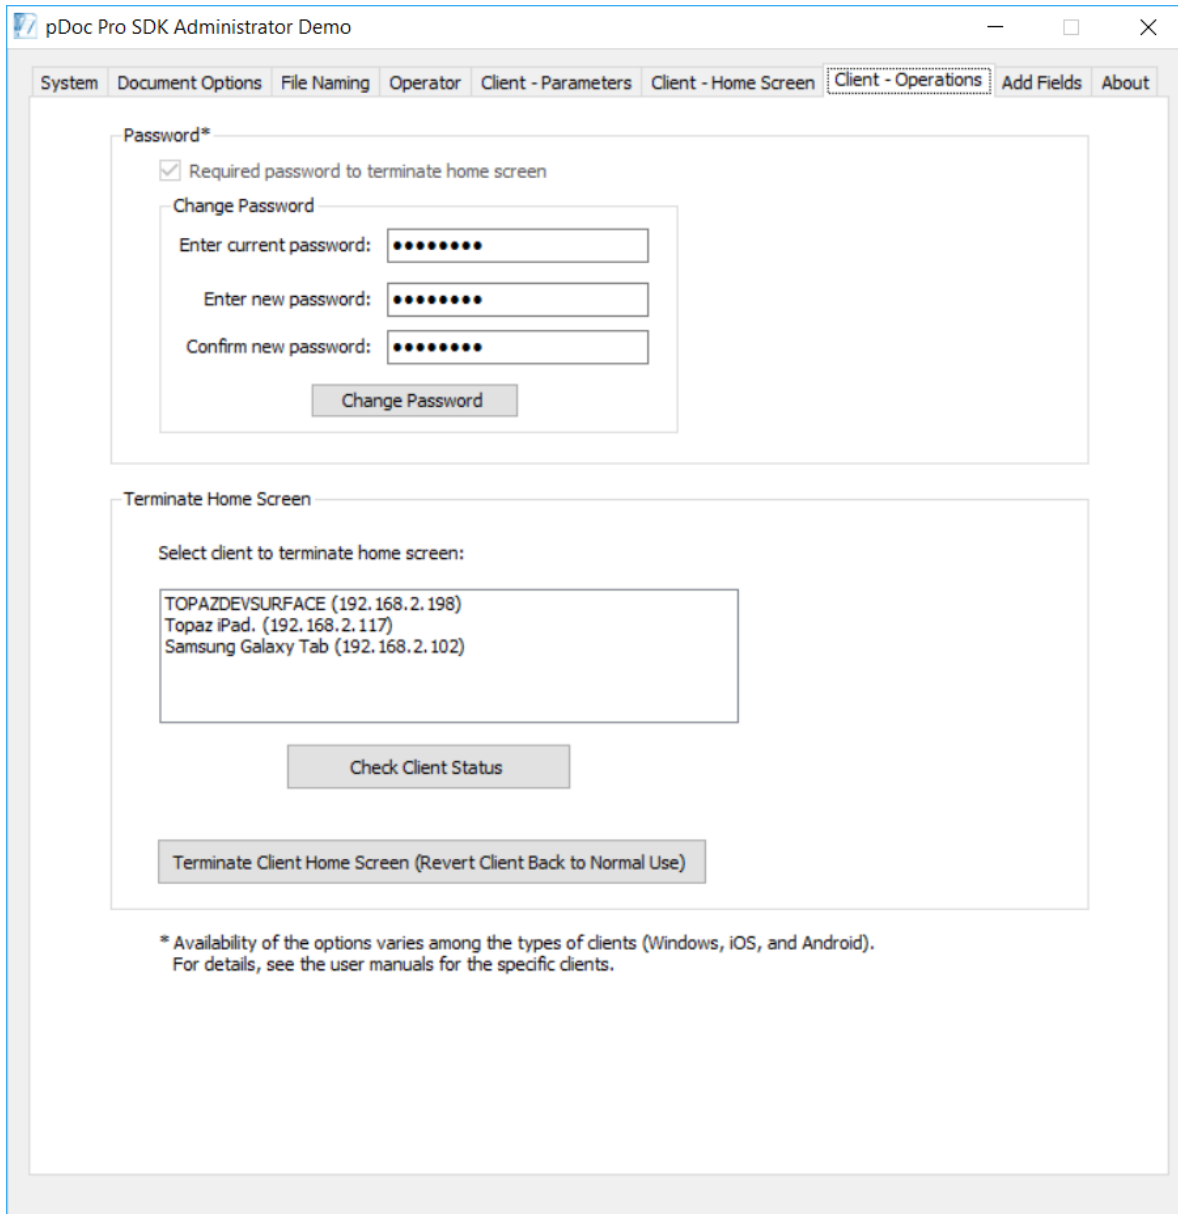 pDoc Pro SDK Administrator Demo
System Document Options File Naming Operator Client - Parameters Client - Home Screen Client - Operations Add Fields About
Password*
Required password to terminate home screen
Change Password
Enter current password: ●●●●●●●●
Enter new password: ●●●●●●●●
Confirm new password: ●●●●●●●●
Change Password
Terminate Home Screen
Select client to terminate home screen:
TOPAZDEVSURFACE (192.168.2.198)
Topaz iPad. (192.168.2.117)
Samsung Galaxy Tab (192.168.2.102)
Check Client Status
Terminate Client Home Screen (Revert Client Back to Normal Use)
* Availability of the options varies among the types of clients (Windows, iOS, and Android).
For details, see the user manuals for the specific clients.